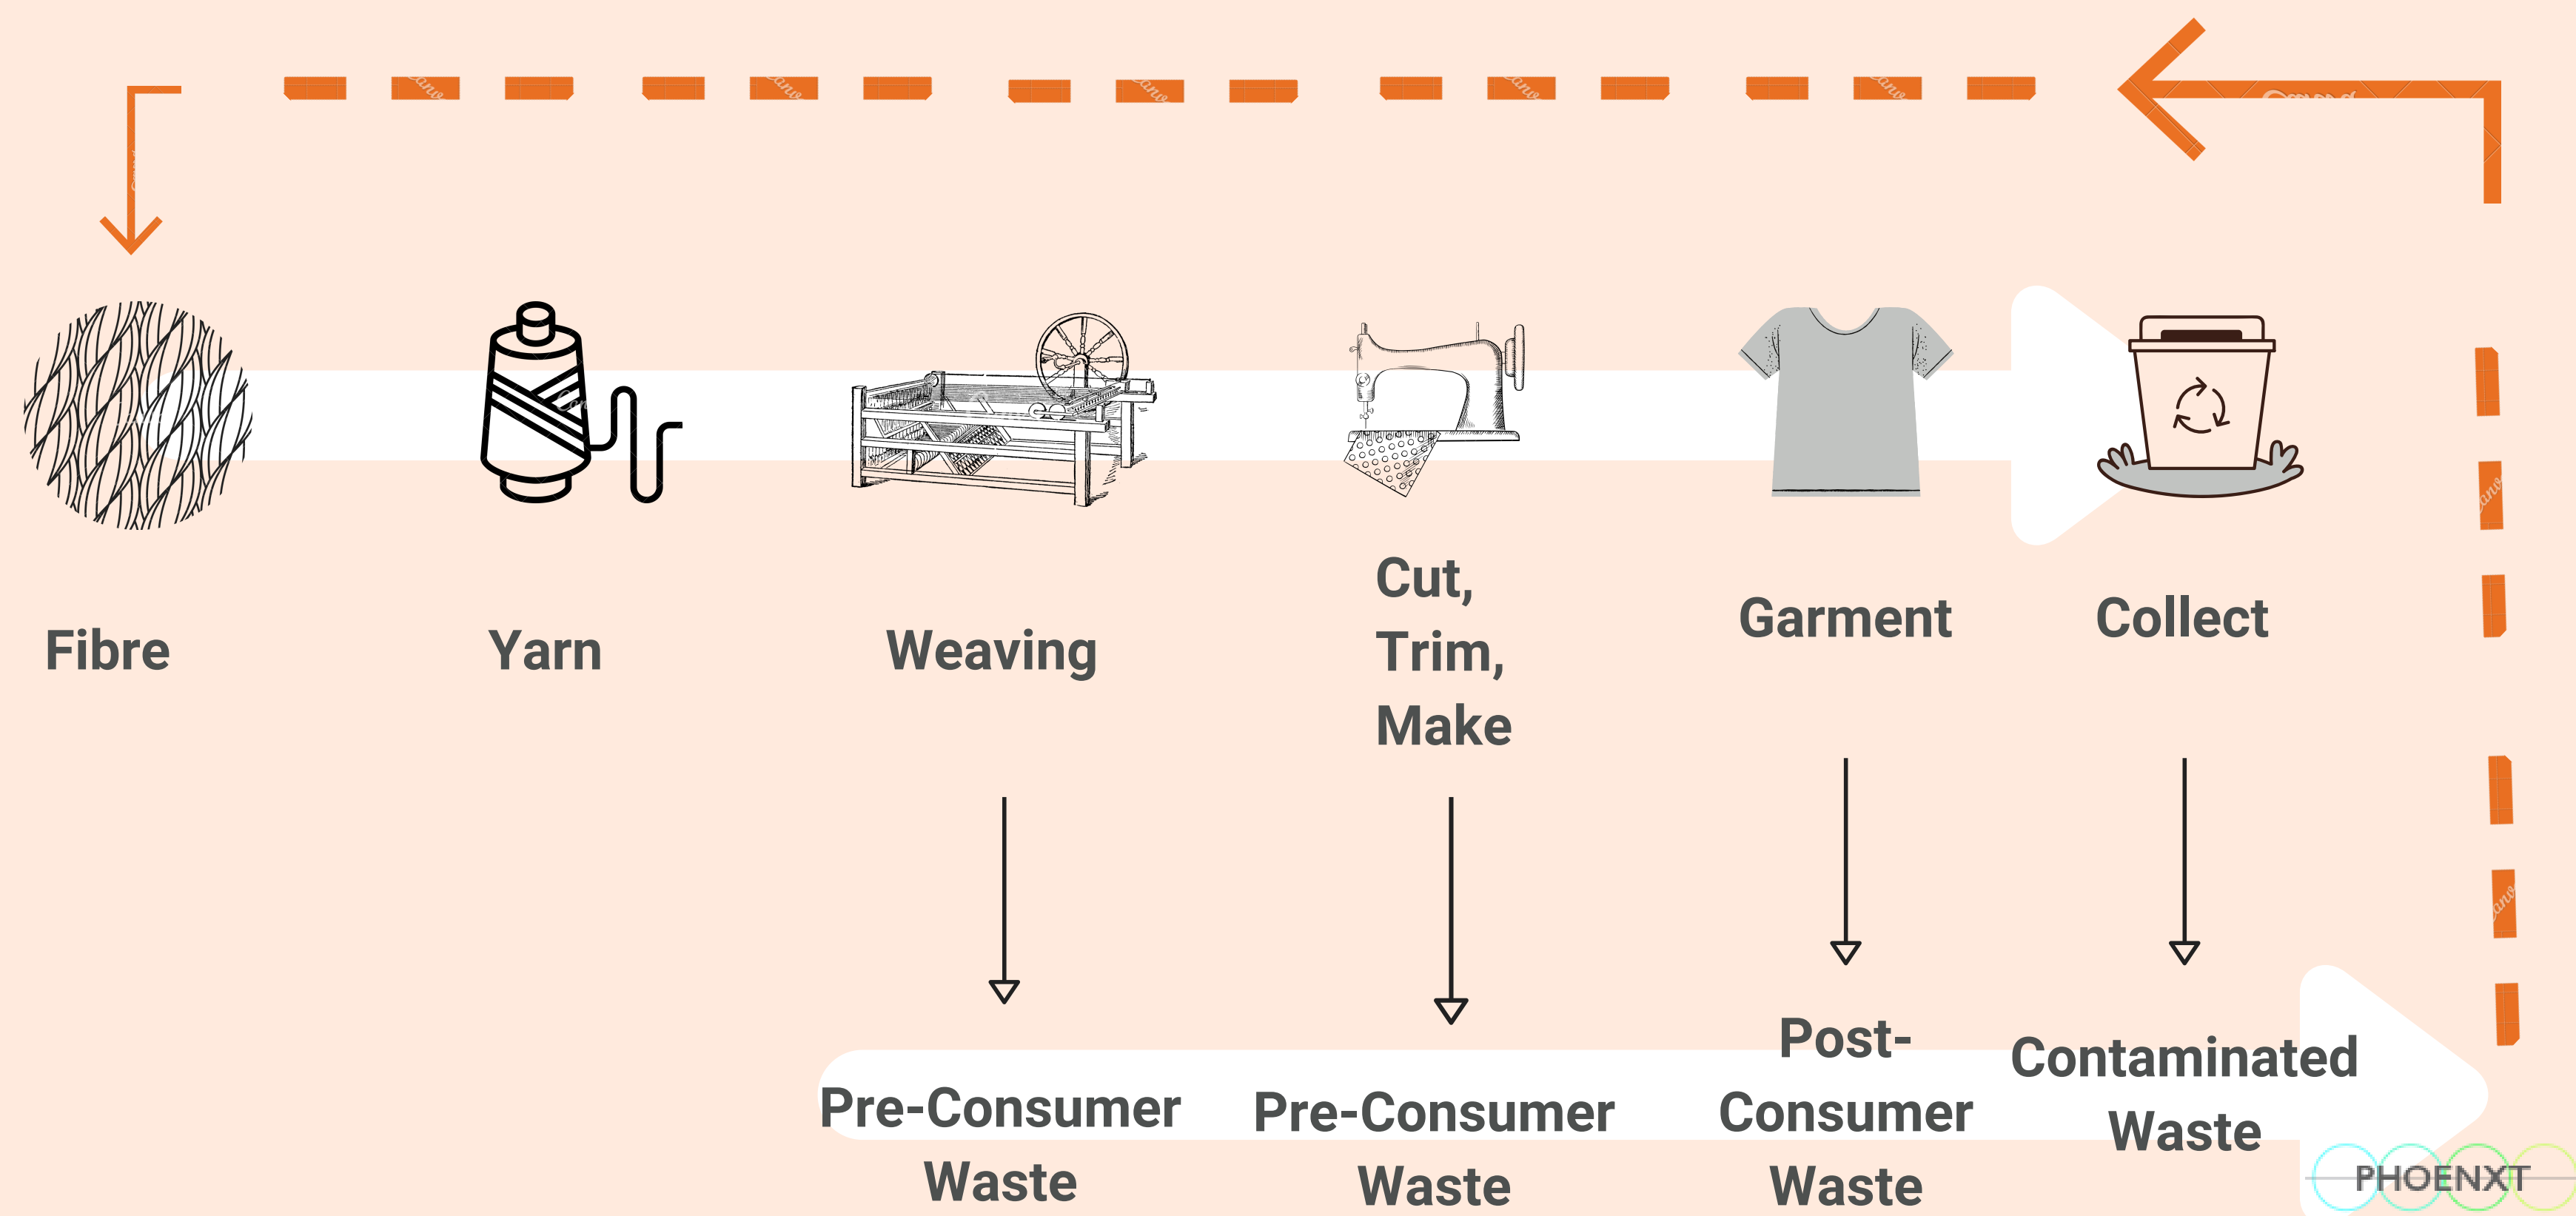 Fibre
Yarn
Weaving
Cut,
Trim,
Make
Garment
Collect
Pre-Consumer
Waste
Pre-Consumer
Waste
Post-
Consumer
Waste
Contaminated
Waste
PHOENXT